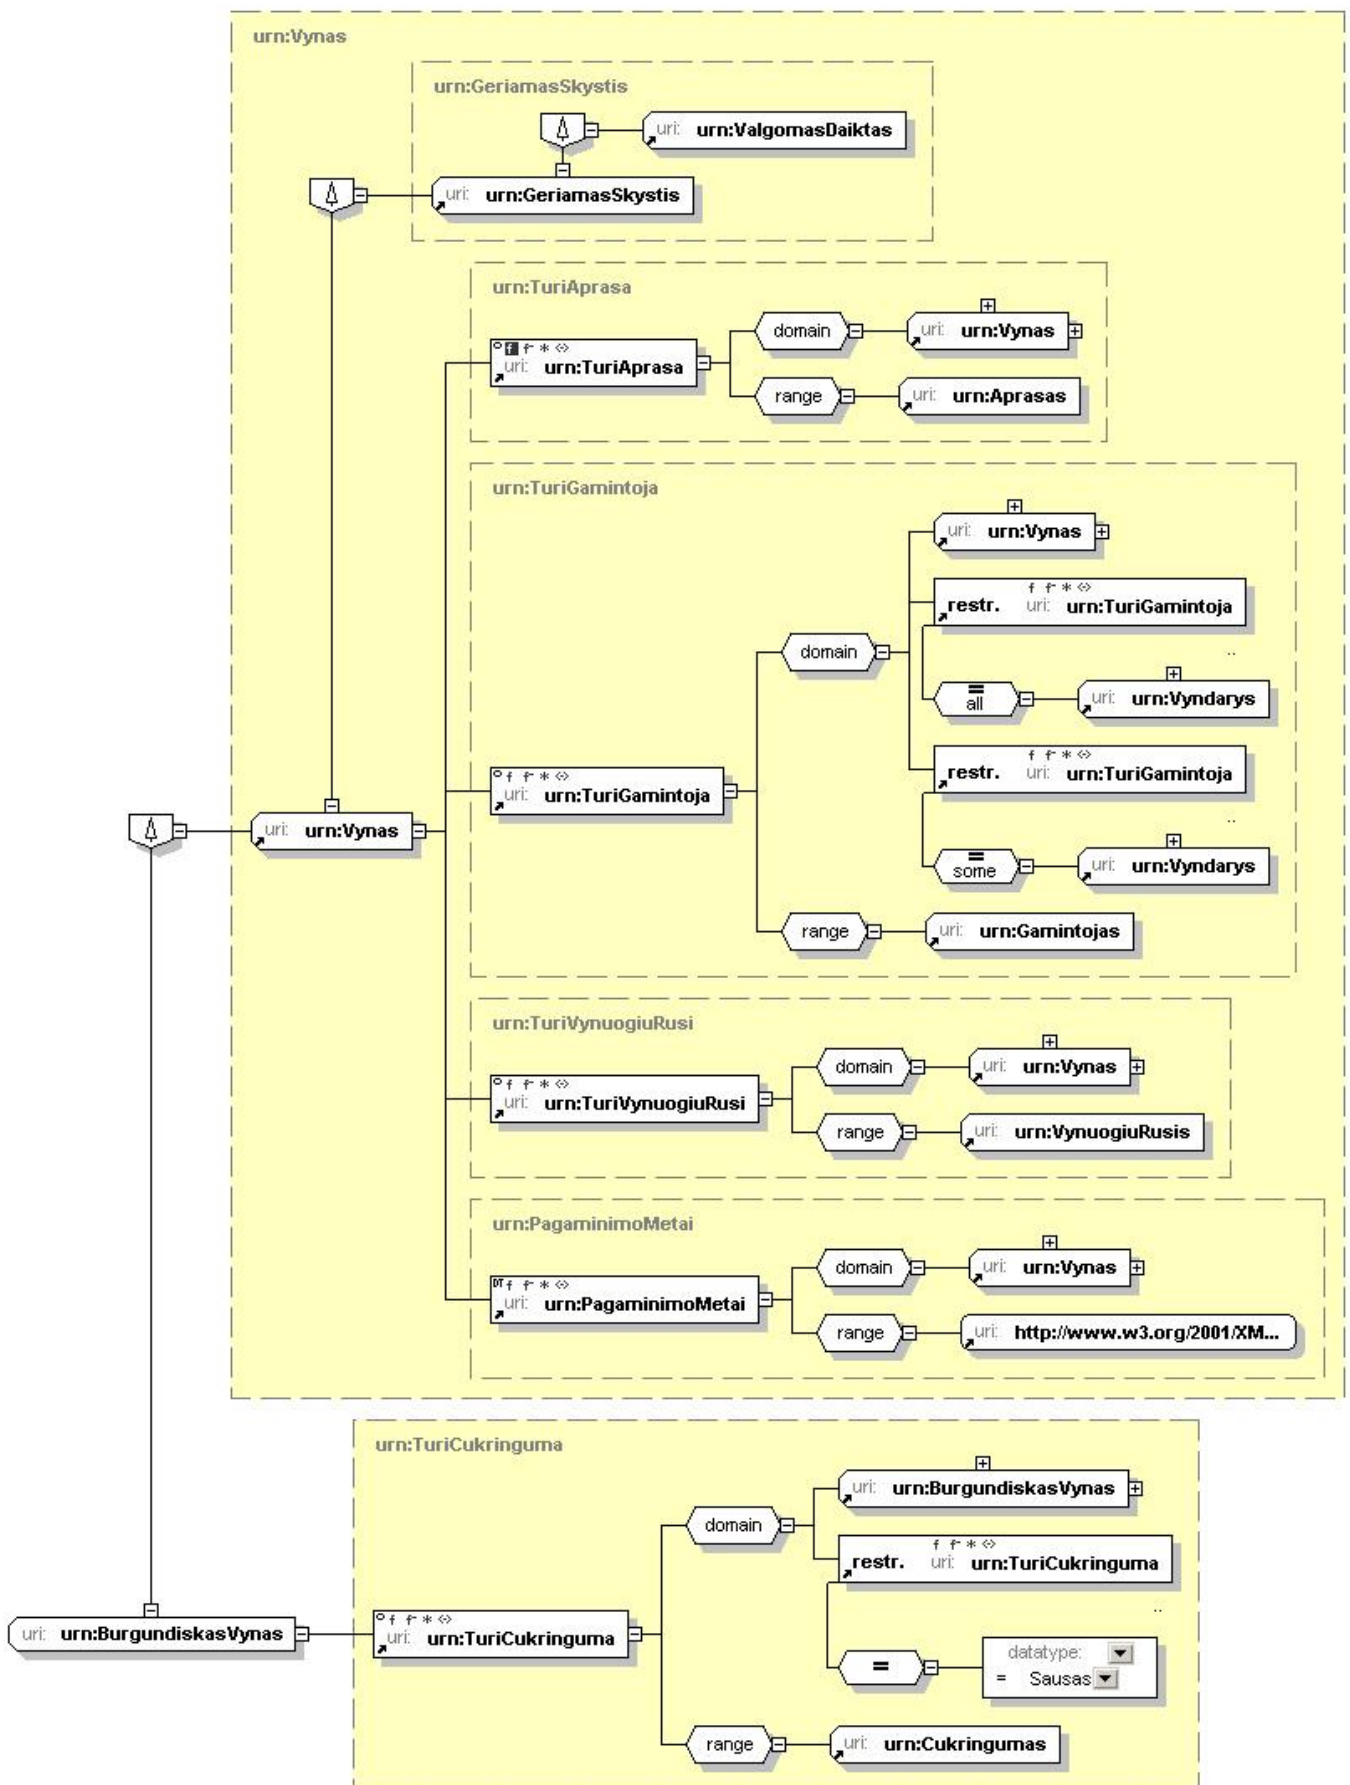 urn:Vynas
urn:GeriamasSkystis
uri: urn:ValgomasDaiktas
uri: urn:GeriamasSkystis
urn:TuriAprasa
domain
uri: urn:Vynas
f f- * <>
uri: urn:TuriAprasa
range
uri: urn:Aprasas
urn:TuriGamintoja
uri: urn:Vynas
f f- * <>
restr. uri: urn:TuriGamintoja
domain
..
=
all
uri: urn:Vyndarys
f f- * <>
restr. uri: urn:TuriGamintoja
O f f- * <>
uri: urn:TuriGamintoja
..
uri: urn:Vynas
=
some
uri: urn:Vyndarys
range
uri: urn:Gamintojas
urn:TuriVynuogiuRusi
domain
uri: urn:Vynas
O f f- * <>
uri: urn:TuriVynuogiuRusi
range
uri: urn:VynuogiuRusis
urn:PagaminimoMetai
domain
uri: urn:Vynas
DT f f- * <>
uri: urn:PagaminimoMetai
range
uri: http://www.w3.org/2001/XM...
urn:TuriCukringuma
uri: urn:BurgundiskasVynas
domain
f f- * <>
restr. uri: urn:TuriCukringuma
..
uri: urn:BurgundiskasVynas
O f f- * <>
uri: urn:TuriCukringuma
=
datatype:
= Sausas
range
uri: urn:Cukringumas